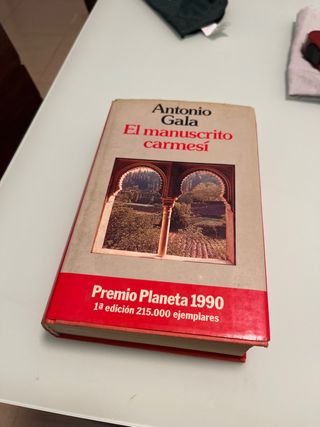 Antonio
Gala
El manuscrito
carmesí
Premio Planeta 1990
1ª edición 215.000 ejemplares